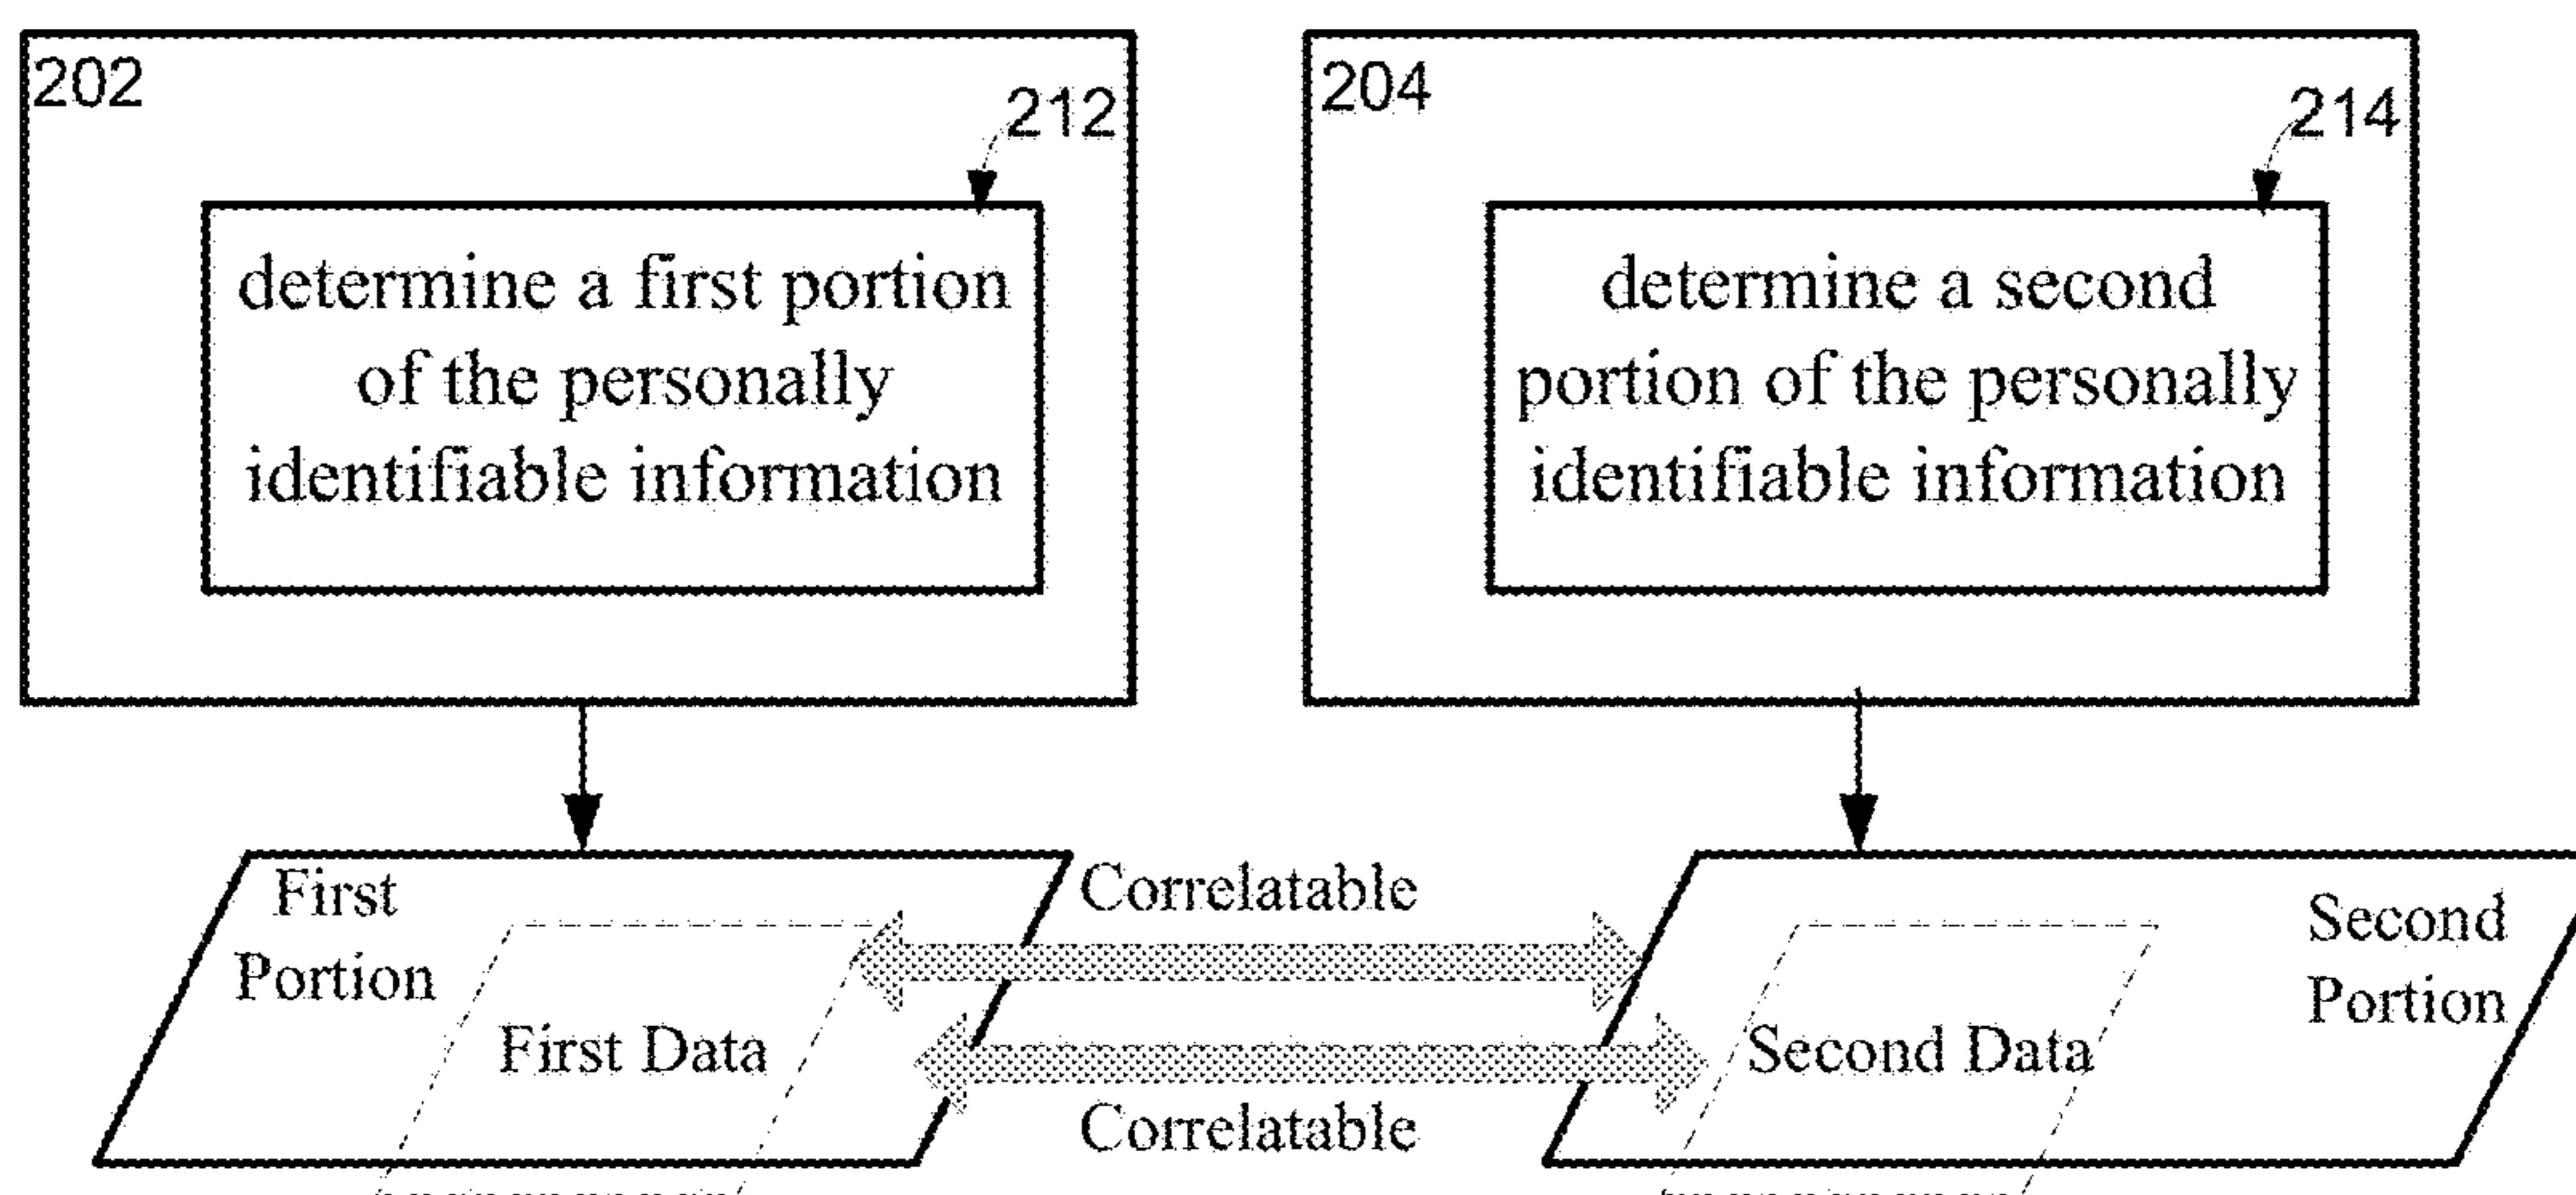 202
212
determine a first portion
of the personally
identifiable information
204
214
determine a second
portion of the personally
identifiable information
First
Portion
First Data
Correlatable
Correlatable
Second Data
Second
Portion